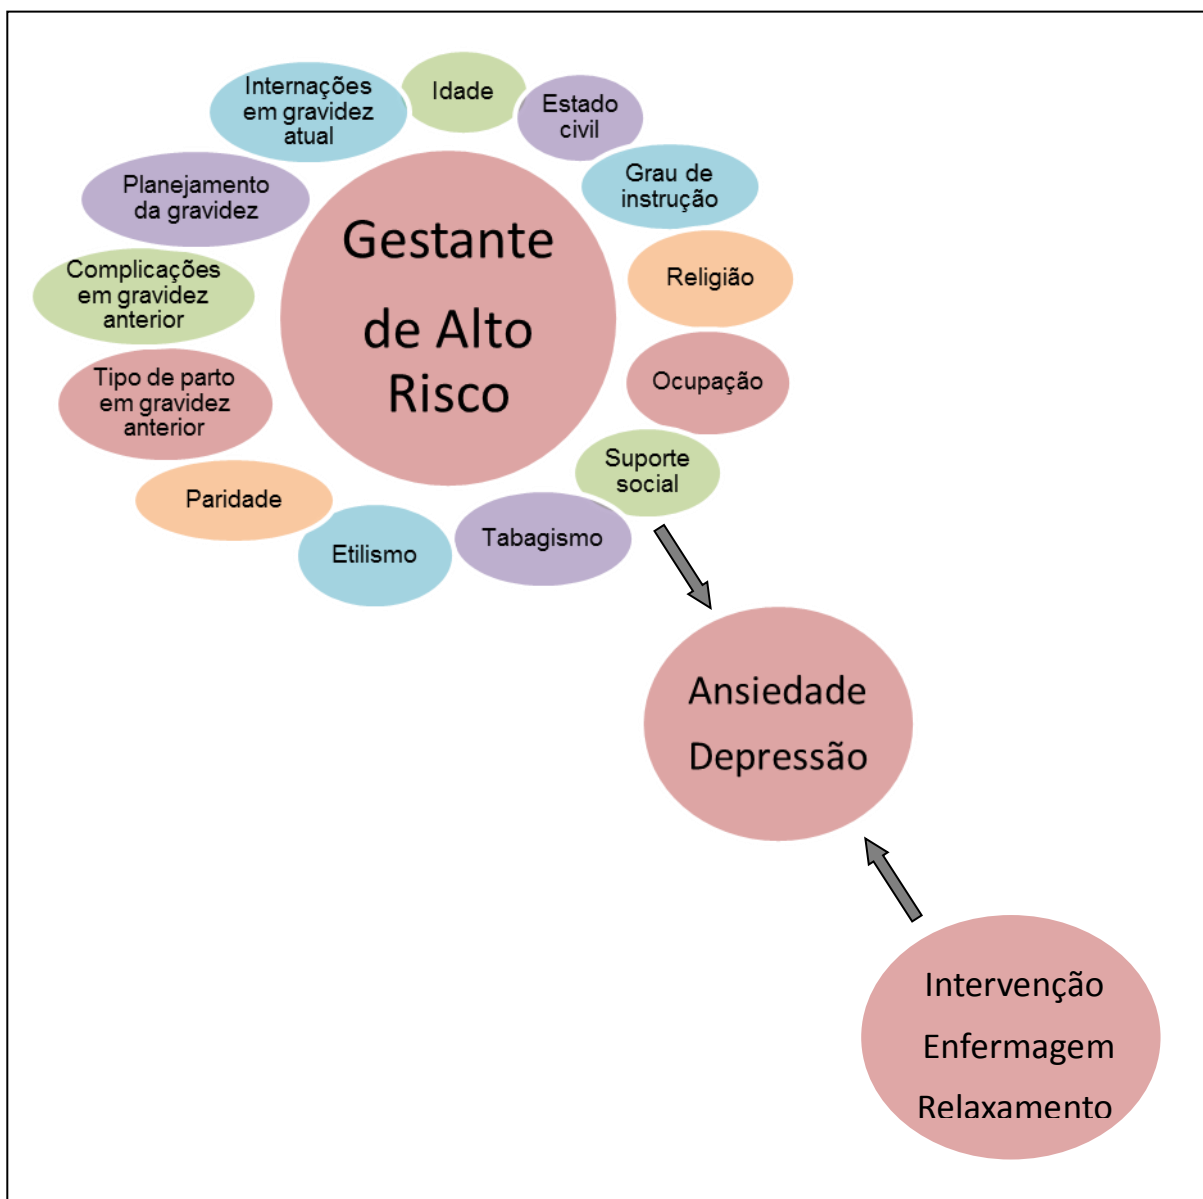 Internações
em gravidez
atual
Idade
Estado
civil
Grau de
instrução
Religião
Ocupação
Suporte
social
Tabagismo
Etilismo
Paridade
Tipo de parto
em gravidez
anterior
Complicações
em gravidez
anterior
Planejamento
da gravidez
Gestante
de Alto
Risco
Ansiedade
Depressão
Intervenção
Enfermagem
Relaxamento